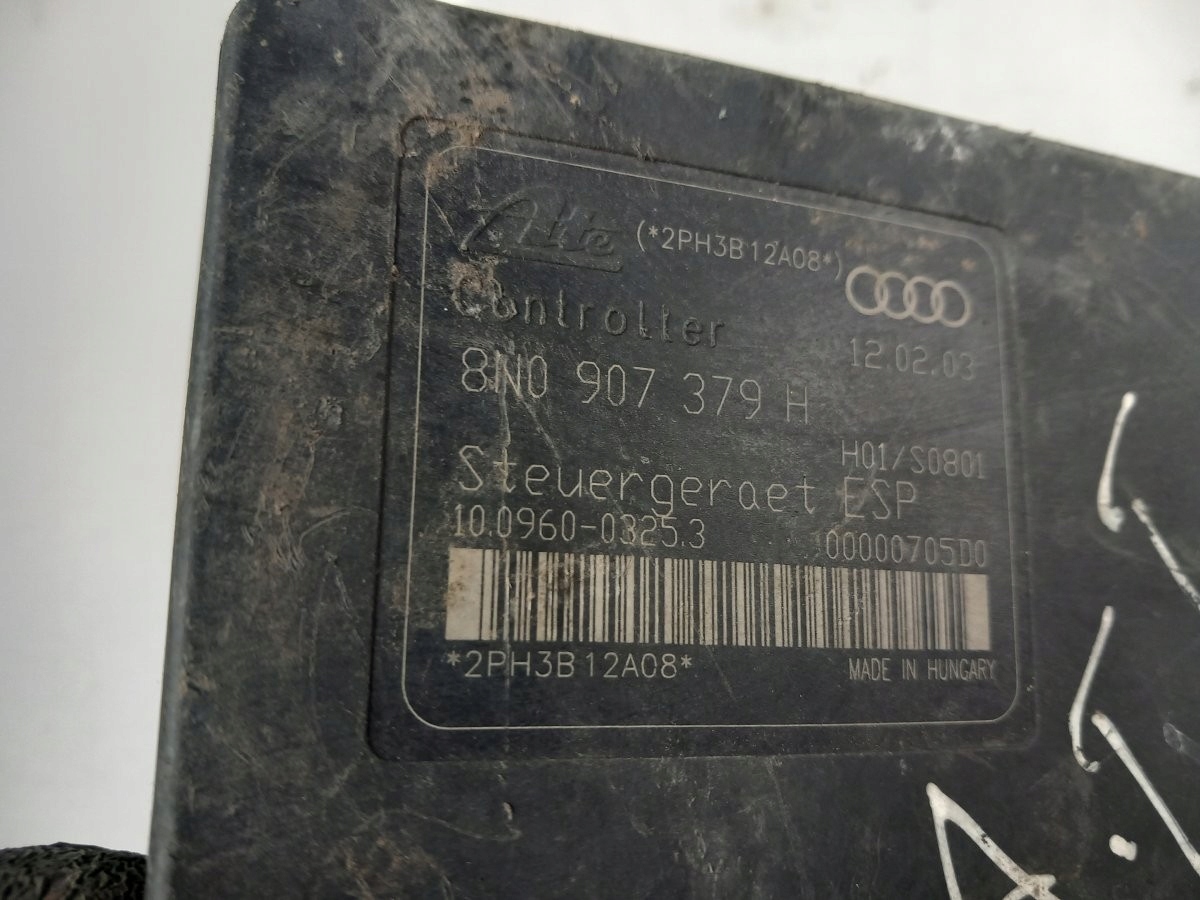 Ate (*2PH3B12A08*)
Controller
12.02.03
8N0 907 379 H
H01/S0801
Steuergeraet ESP
10.0960-0325.3 00000705D0
*2PH3B12A08* MADE IN HUNGARY